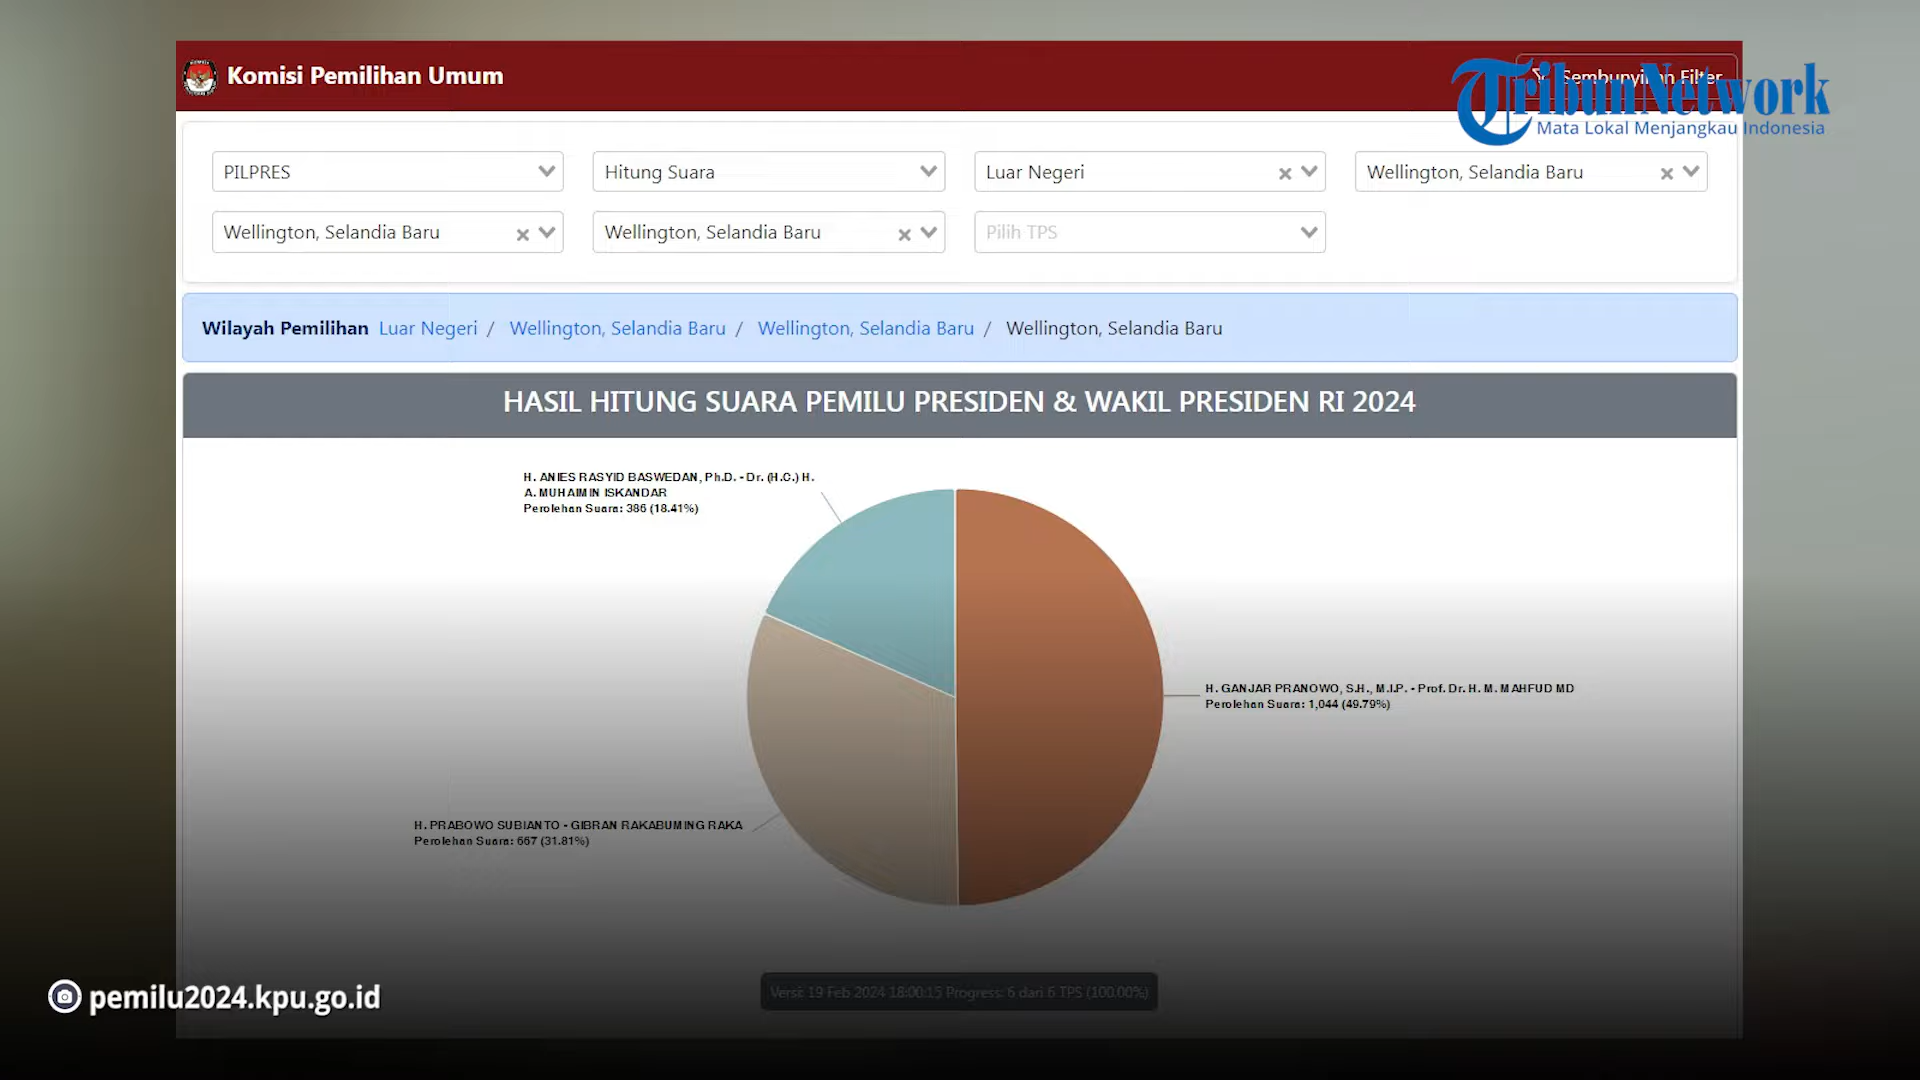 Komisi Pemilihan Umum
Sembunyikan Filter
TribunNetwork
Mata Lokal Menjangkau Indonesia
PILPRES
Hitung Suara
Luar Negeri
Wellington, Selandia Baru
Wellington, Selandia Baru
Wellington, Selandia Baru
Pilih TPS
Wilayah Pemilihan Luar Negeri / Wellington, Selandia Baru / Wellington, Selandia Baru / Wellington, Selandia Baru
HASIL HITUNG SUARA PEMILU PRESIDEN & WAKIL PRESIDEN RI 2024
H. ANIES RASYID BASWEDAN, Ph.D. - Dr. (H.C.) H.
A. MUHAIMIN ISKANDAR
Perolehan Suara: 386 (18.41%)
H. GANJAR PRANOWO, S.H., M.I.P. - Prof. Dr. H. M. MAHFUD MD
Perolehan Suara: 1,044 (49.79%)
H. PRABOWO SUBIANTO - GIBRAN RAKABUMING RAKA
Perolehan Suara: 667 (31.81%)
Versi: 19 Feb 2024 18:00:15 Progress: 6 dari 6 TPS (100.00%)
pemilu2024.kpu.go.id